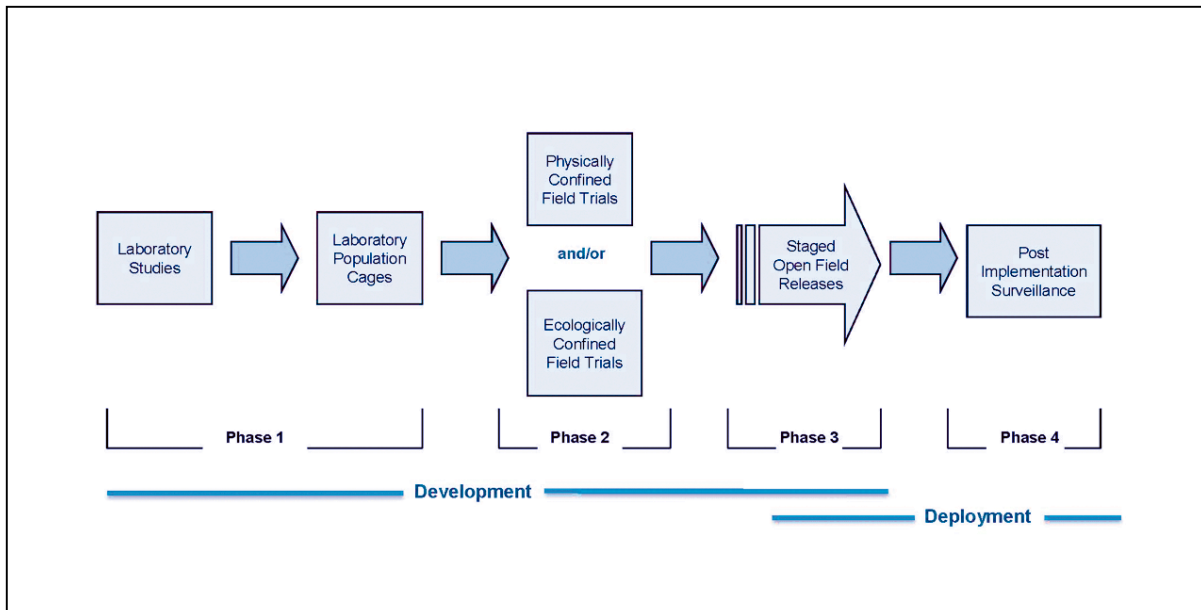 Laboratory
Studies
Laboratory
Population
Cages
Physically
Confined
Field Trials
and/or
Ecologically
Confined
Field Trials
Staged
Open Field
Releases
Post
Implementation
Surveillance
Phase 1
Phase 2
Phase 3
Phase 4
Development
Deployment